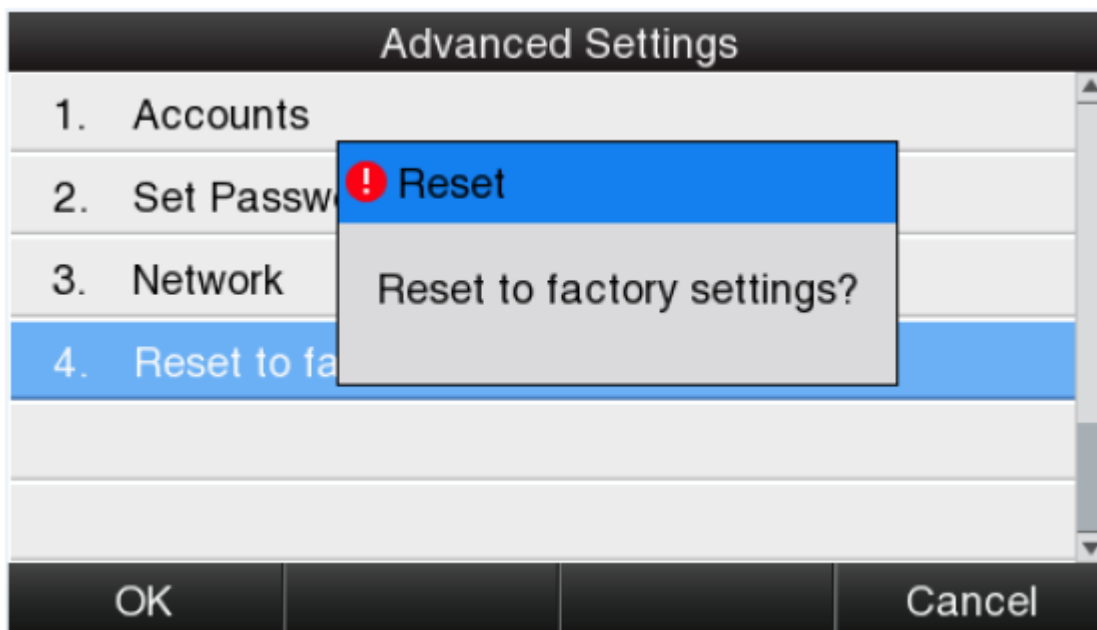 Advanced Settings
1. Accounts
2. Set Passw
3. Network
4. Reset to fa
! Reset
Reset to factory settings?
OK
Cancel